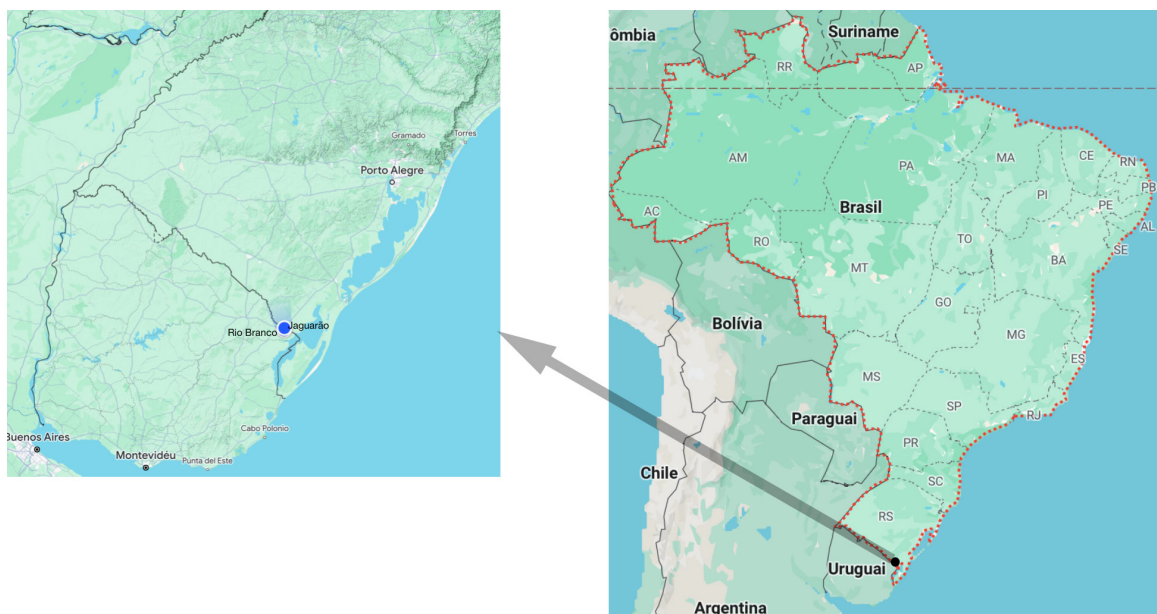 Gramado
Torres
Porto Alegre
Rio Branco
Jaguarão
Cabo Polonio
Buenos Aires
Montevidéu
Punta del Este
ômbia
Suriname
RR
AP
AM
PA
MA
CE
RN
PI
PB
PE
AC
Brasil
AL
RO
TO
SE
MT
BA
GO
Bolívia
MG
ES
MS
SP
Paraguai
RJ
PR
Chile
SC
RS
Uruguai
Argentina